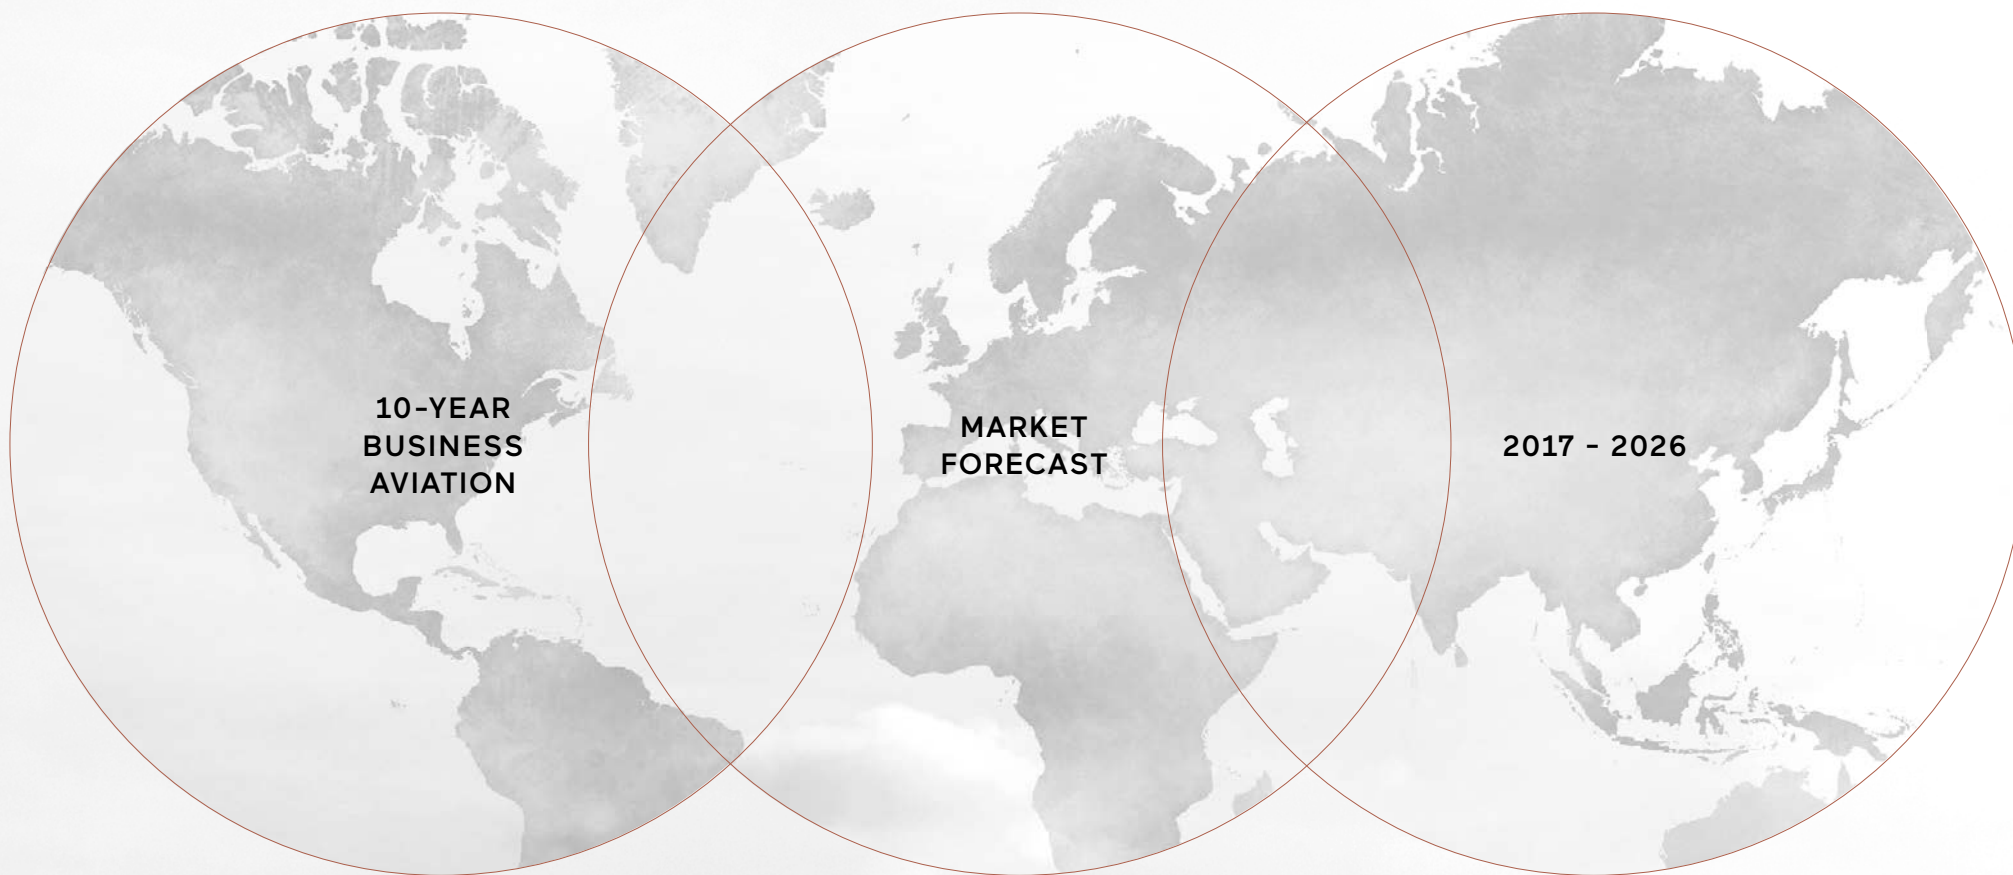 10-YEAR
BUSINESS
AVIATION
MARKET
FORECAST
2017 - 2026